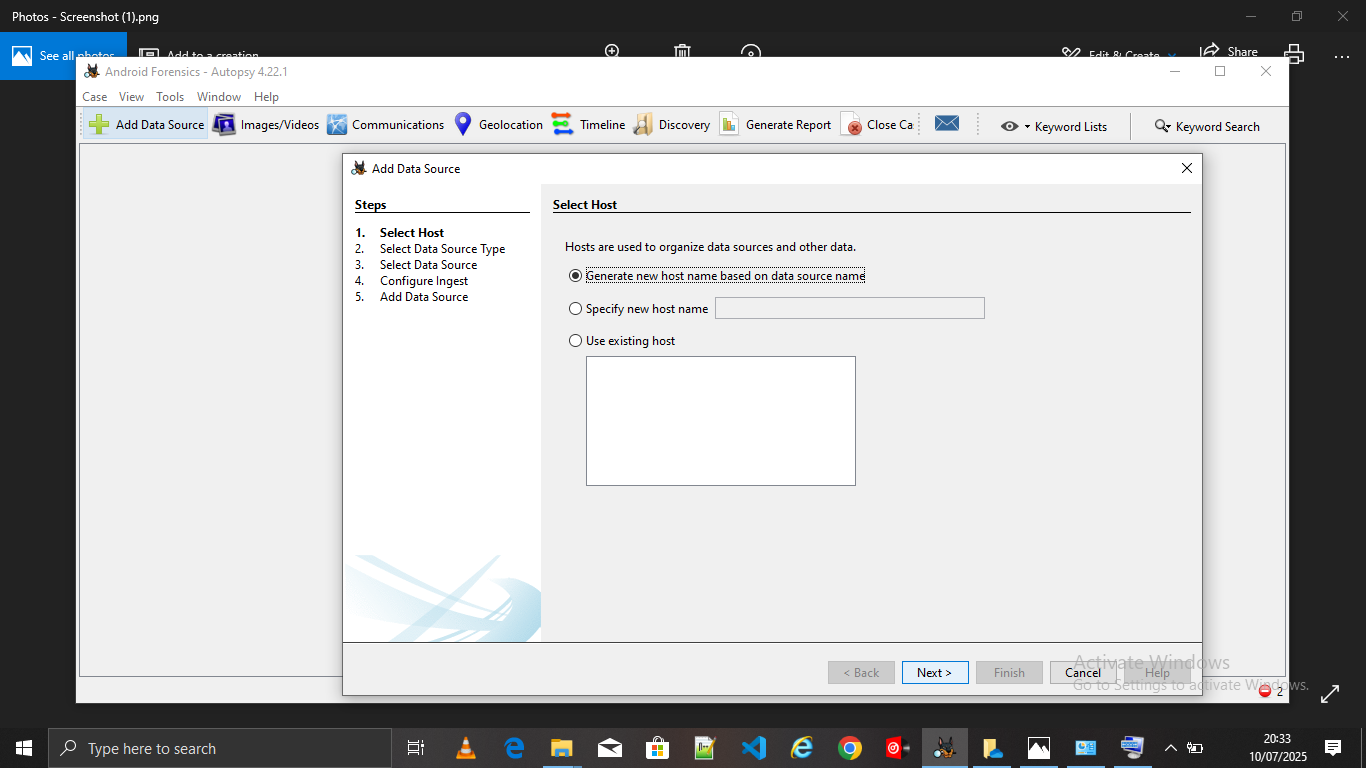 Photos - Screenshot (1).png
See all photos
Add to a creation
Edit & Create
Share
Android Forensics - Autopsy 4.22.1
Case View Tools Window Help
Add Data Source Images/Videos Communications Geolocation Timeline Discovery Generate Report Close Ca Keyword Lists Keyword Search
Add Data Source
Steps
1. Select Host
2. Select Data Source Type
3. Select Data Source
4. Configure Ingest
5. Add Data Source
Select Host
Hosts are used to organize data sources and other data.
Generate new host name based on data source name
Specify new host name
Use existing host
< Back Next > Finish Cancel Help
Activate Windows
Go to Settings to activate Windows.
2
Type here to search
20:33
10/07/2025